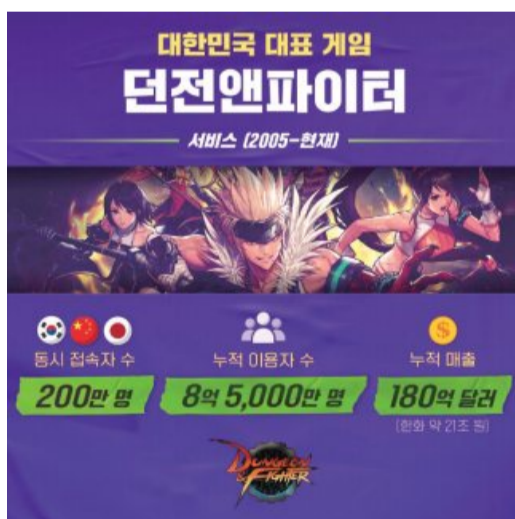 대한민국 대표 게임
던전앤파이터
서비스 (2005-현재)
동시 접속자 수
누적 이용자 수
누적 매출
200만 명
8억 5,000만 명
180억 달러
(한화 약 21조 원)
DUNGEON
& FIGHTER